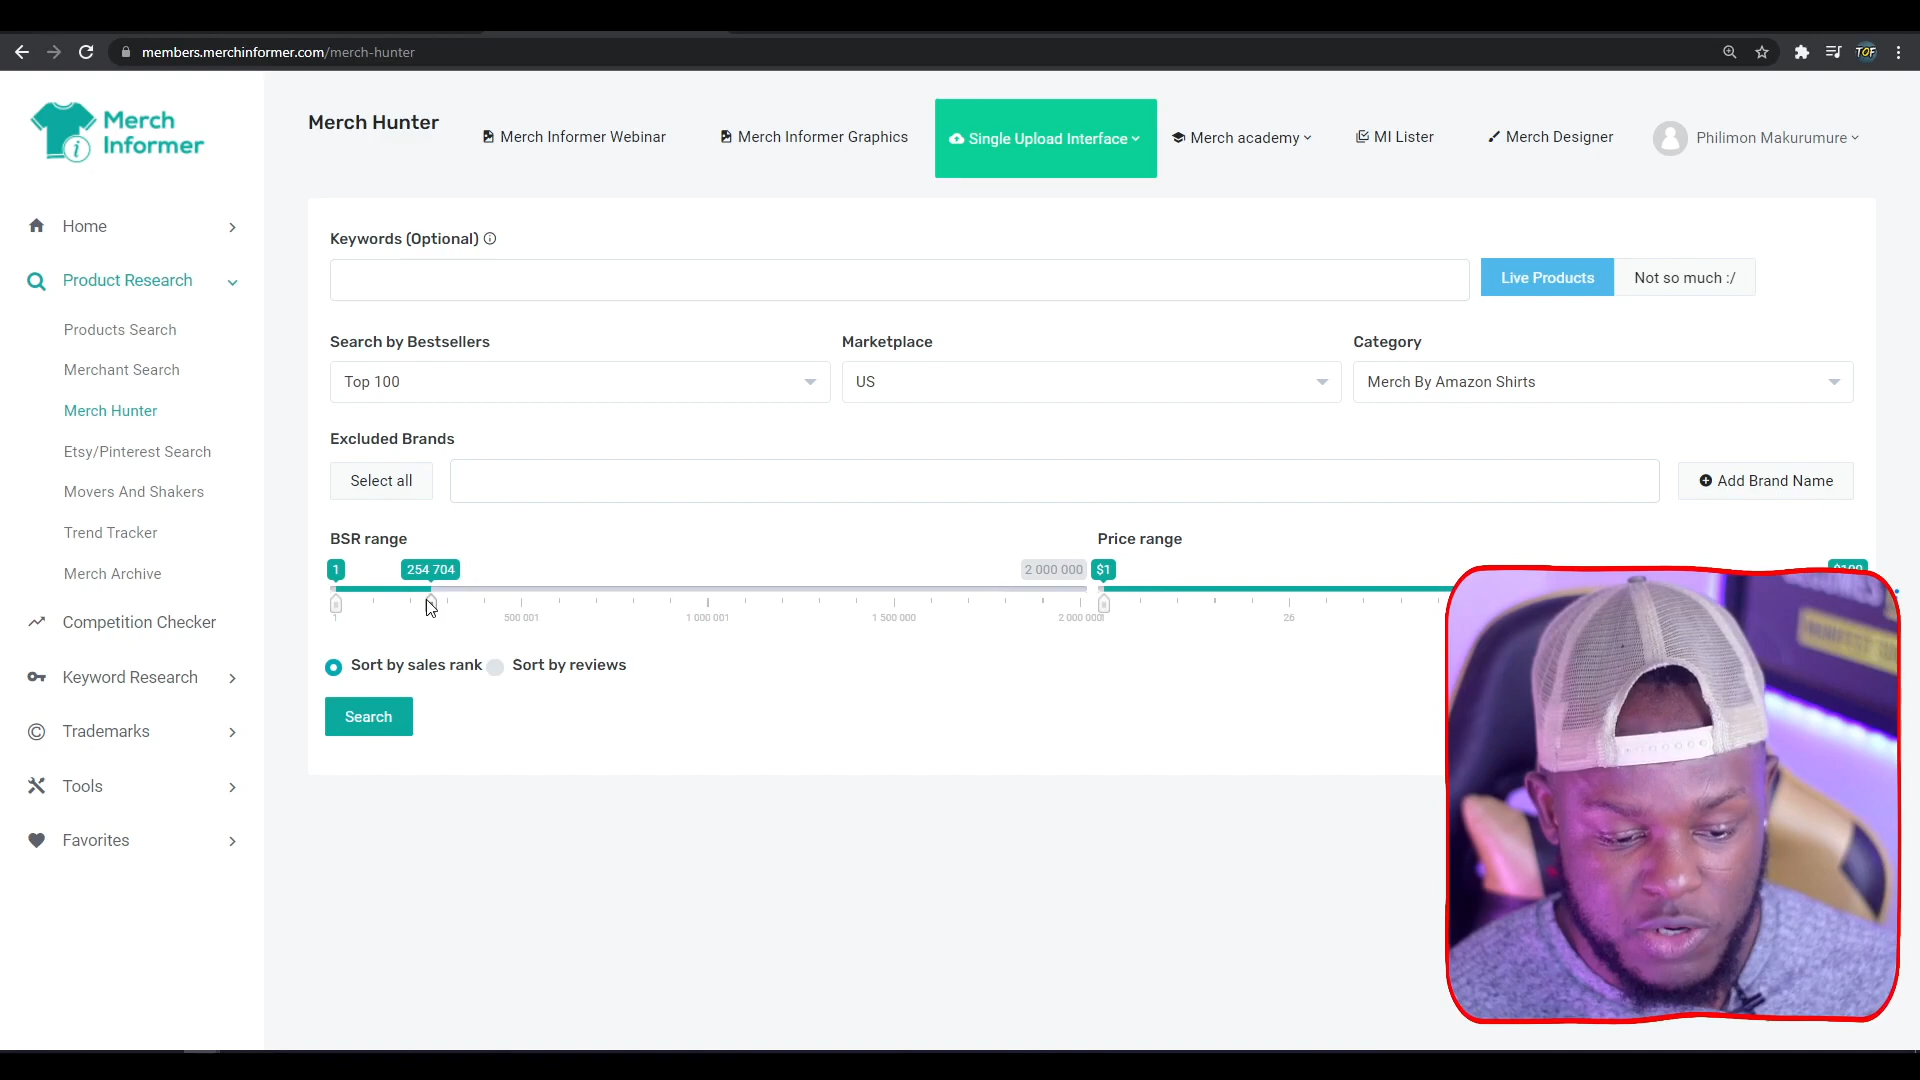 members.merchinformer.com/merch-hunter
TOF
Merch
Informer
Merch Hunter
Merch Informer Webinar
Merch Informer Graphics
Single Upload Interface
Merch academy
MI Lister
Merch Designer
Philimon Makurumure
Home
Product Research
Products Search
Merchant Search
Merch Hunter
Etsy/Pinterest Search
Movers And Shakers
Trend Tracker
Merch Archive
Competition Checker
Keyword Research
Trademarks
Tools
Favorites
Keywords (Optional)
Live Products
Not so much :/
Search by Bestsellers
Marketplace
Category
Top 100
US
Merch By Amazon Shirts
Excluded Brands
Select all
Add Brand Name
BSR range
Price range
1
254 704
2 000 000
$1
$100
1
500 001
1 000 001
1 500 000
2 000 000
26
Sort by sales rank
Sort by reviews
Search